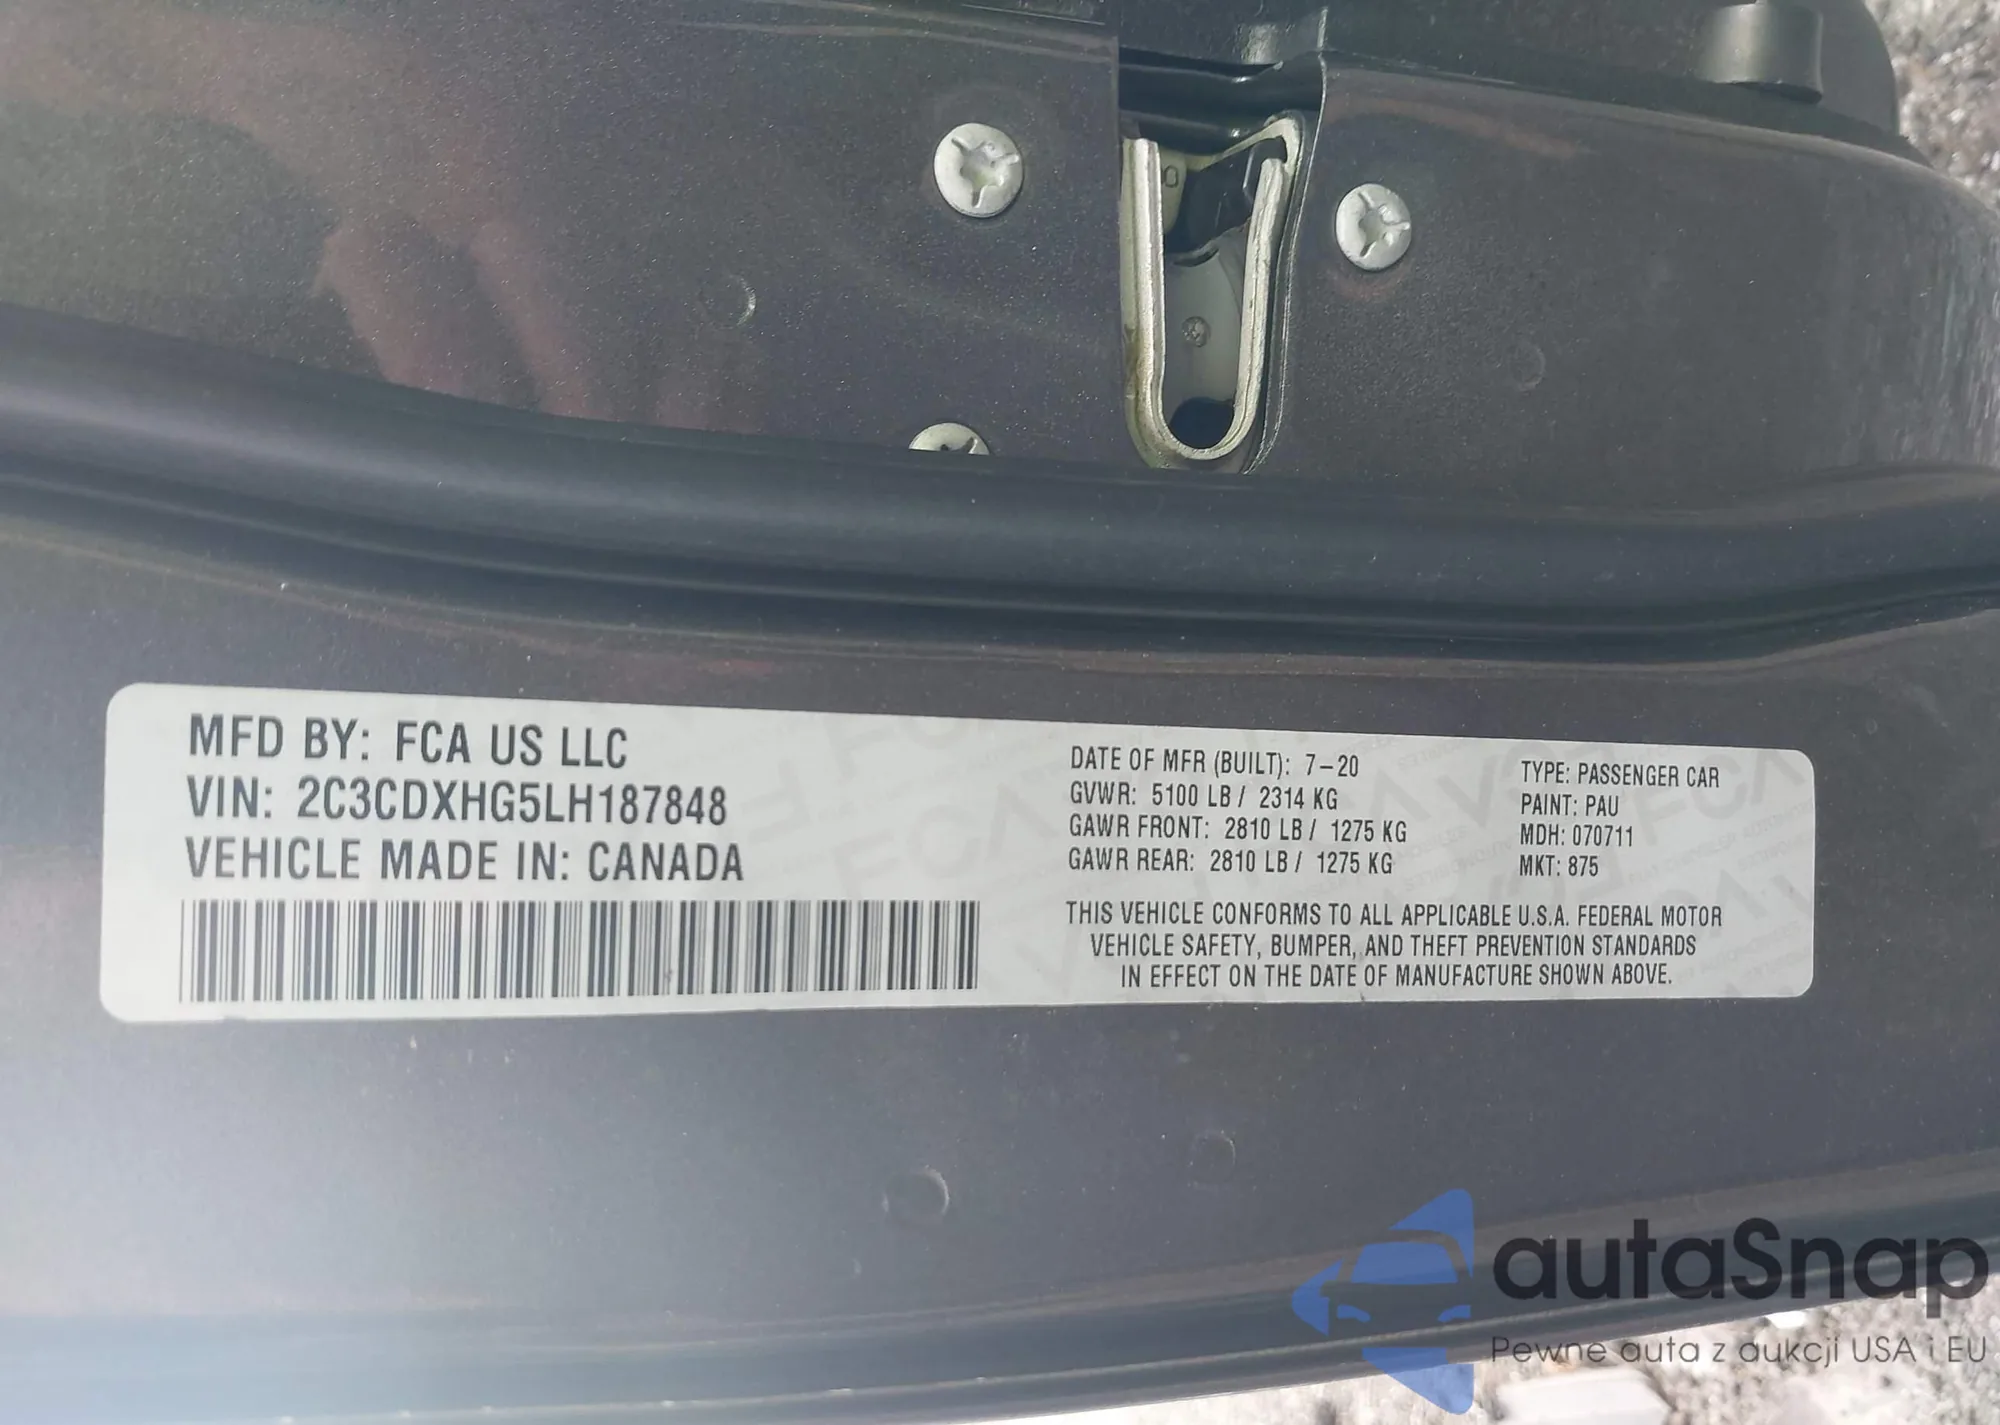 MFD BY: FCA US LLC
VIN: 2C3CDXHG5LH187848
VEHICLE MADE IN: CANADA
DATE OF MFR (BUILT): 7-20
GVWR: 5100 LB / 2314 KG
GAWR FRONT: 2810 LB / 1275 KG
GAWR REAR: 2810 LB / 1275 KG
TYPE: PASSENGER CAR
PAINT: PAU
MDH: 070711
MKT: 875
THIS VEHICLE CONFORMS TO ALL APPLICABLE U.S.A. FEDERAL MOTOR
VEHICLE SAFETY, BUMPER, AND THEFT PREVENTION STANDARDS
IN EFFECT ON THE DATE OF MANUFACTURE SHOWN ABOVE.
autaSnap
Pewne auta z aukcji USA i EU